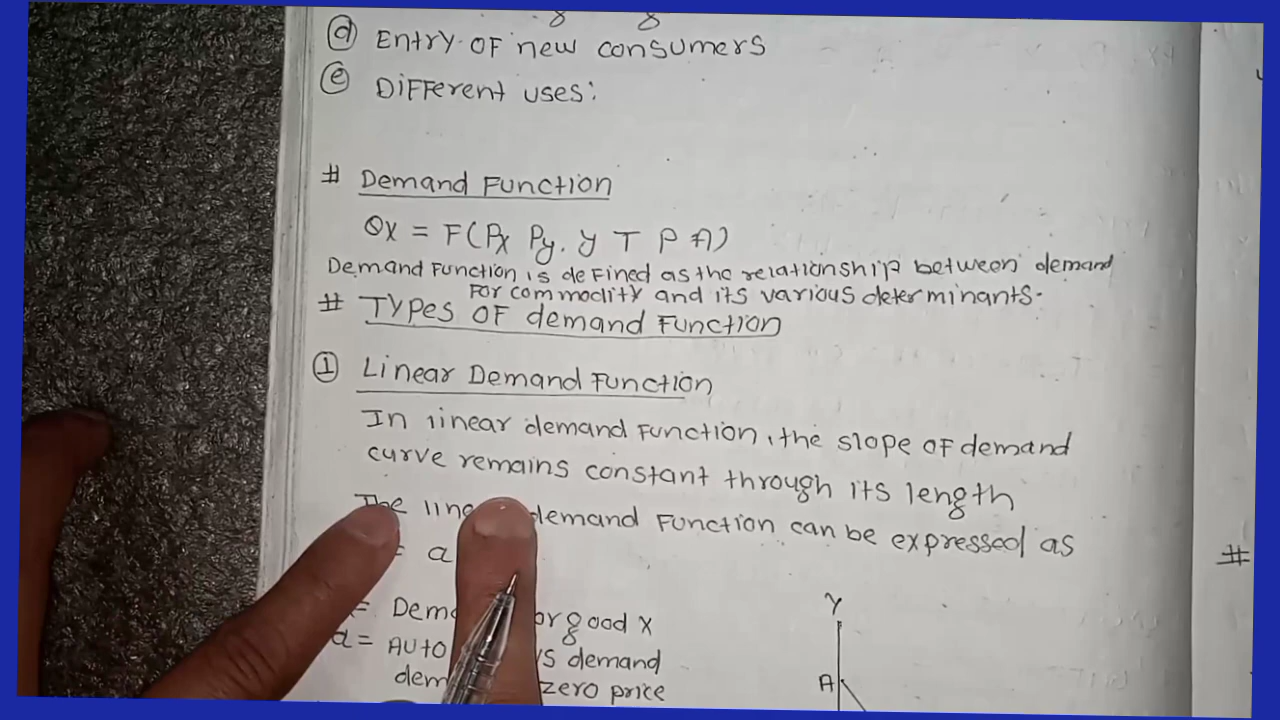 ⓓ Entry of new consumers
ⓔ Different uses:
# Demand Function
Qx = F(Px Py. y T P A)
Demand Function is defined as the relationship between demand
For commodity and its various determinants.
# Types of demand Function
① Linear Demand Function
In linear demand Function, the slope of demand
curve remains constant through its length
The demand Function can be expressed as
= a
= good x
a = demand
zero price
Y
A
#